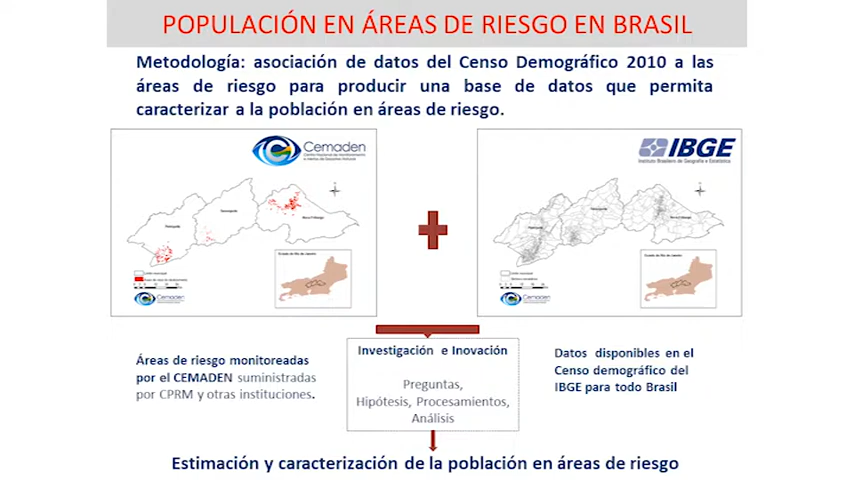 POPULACIÓN EN ÁREAS DE RIESGO EN BRASIL
Metodología: asociación de datos del Censo Demográfico 2010 a las
áreas de riesgo para producir una base de datos que permita
caracterizar a la población en áreas de riesgo.
Cemaden
IBGE
Instituto Brasileiro de Geografia e Estatística
Cemaden
Cemaden
Áreas de riesgo monitoreadas
por el CEMADEN suministradas
por CPRM y otras instituciones.
Investigación e Inovación
Preguntas,
Hipótesis, Procesamientos,
Análisis
Datos disponibles en el
Censo demográfico del
IBGE para todo Brasil
Estimación y caracterización de la población en áreas de riesgo